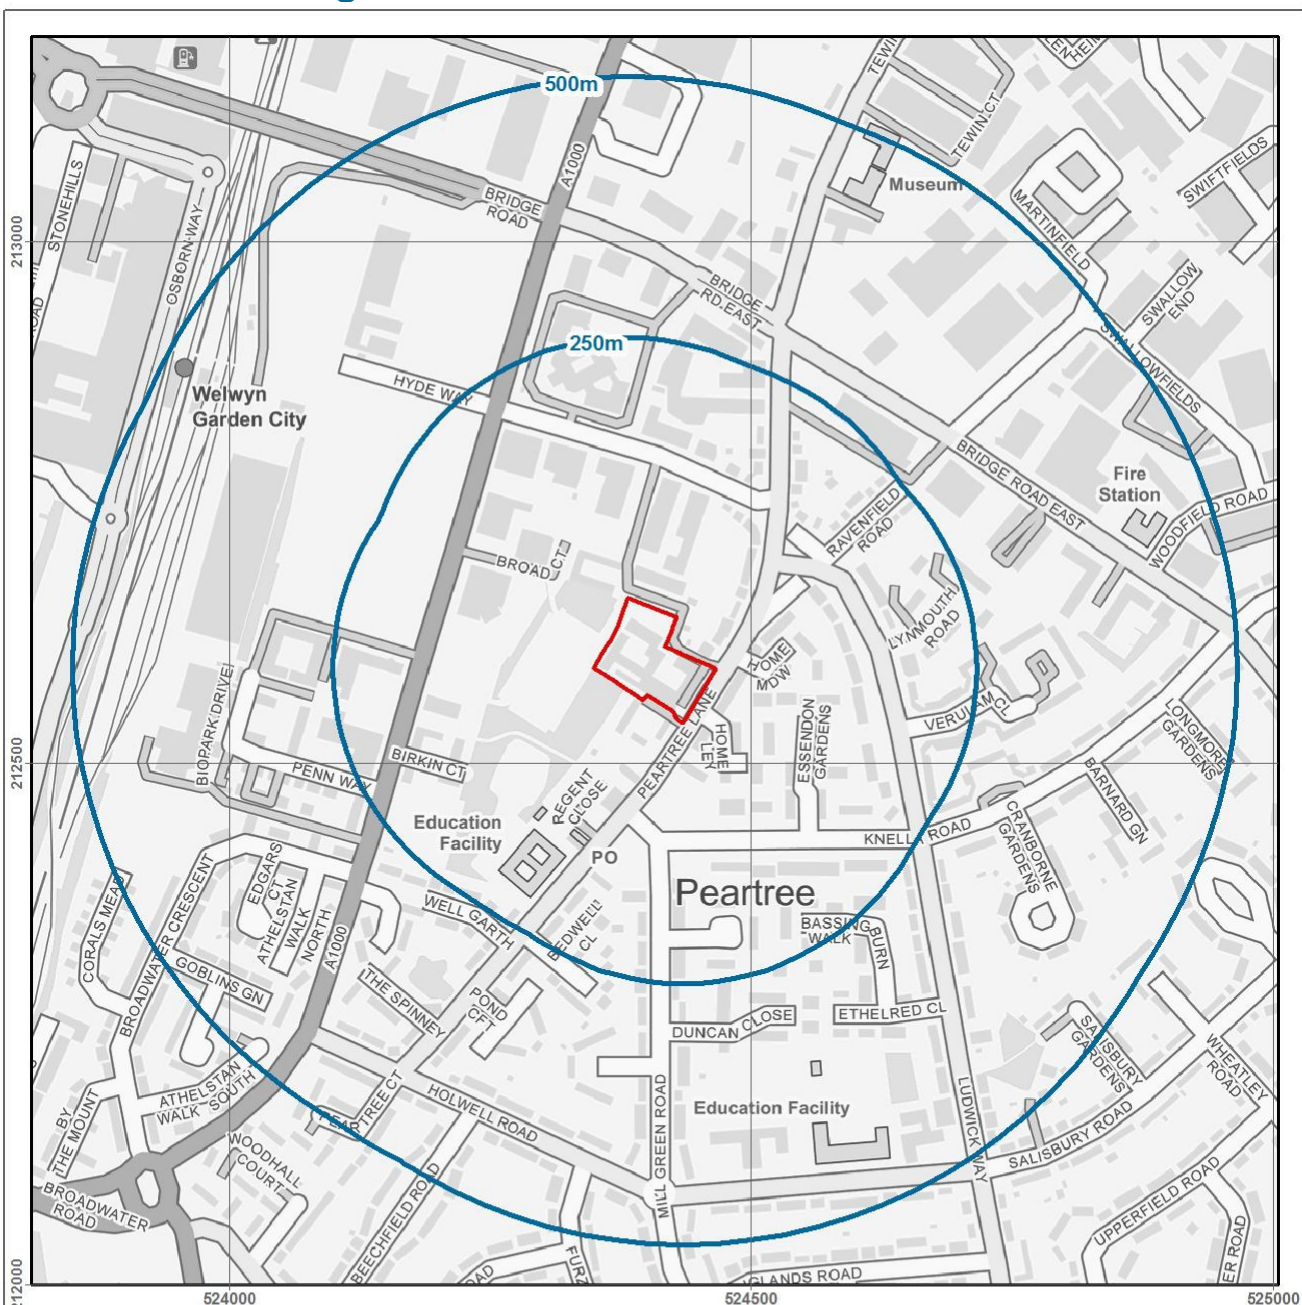 500m
TEWIN CT
A1000
Museum
SWIFTFIELDS
STONEHILLS
BRIDGE
ROAD
MARTINFIELD
213000
OSBORN WAY
SWALLOW
END
BRIDGE
RD EAST
250m
SWALLOWFIELDS
Welwyn
Garden City
HYDE WAY
BRIDGE ROAD EAST
Fire
Station
WOODFIELD ROAD
RAVENFIELD
ROAD
BROAD CT
LYNMOUTH
ROAD
HOME
MDW
BIOPARK DRIVE
PEARTREE LANE
VERULAM CL
LONGMORE
GARDENS
HOME
LEY
ESSENDON
GARDENS
212500
BIRKIN CT
PENN WAY
BARNARD GN
REGENT
CLOSE
Education
Facility
KNELL ROAD
CRANBORNE
GARDENS
PO
Peartree
EDGARS
CT
ATHELSTAN
WALK
NORTH
CORALS MEAD
BROADWATER CRESCENT
WELL GARTH
BEDWELL
CL
BASSING
WALK
BURN
A1000
GOBLINS GN
THE SPINNEY
POND
CFT
DUNCAN CLOSE
ETHELRED CL
SALISBURY
GARDENS
WHEATLEY
ROAD
ATHELSTAN
WALK SOUTH
PEARTREE CT
HOLWELL ROAD
Education Facility
MILL GREEN ROAD
LUDWICK WAY
SALISBURY ROAD
BY
THE MOUNT
WOODHALL
COURT
BROADWATER
ROAD
BEECHFIELD ROAD
UPPERFIELD ROAD
212000
524000
524500
525000